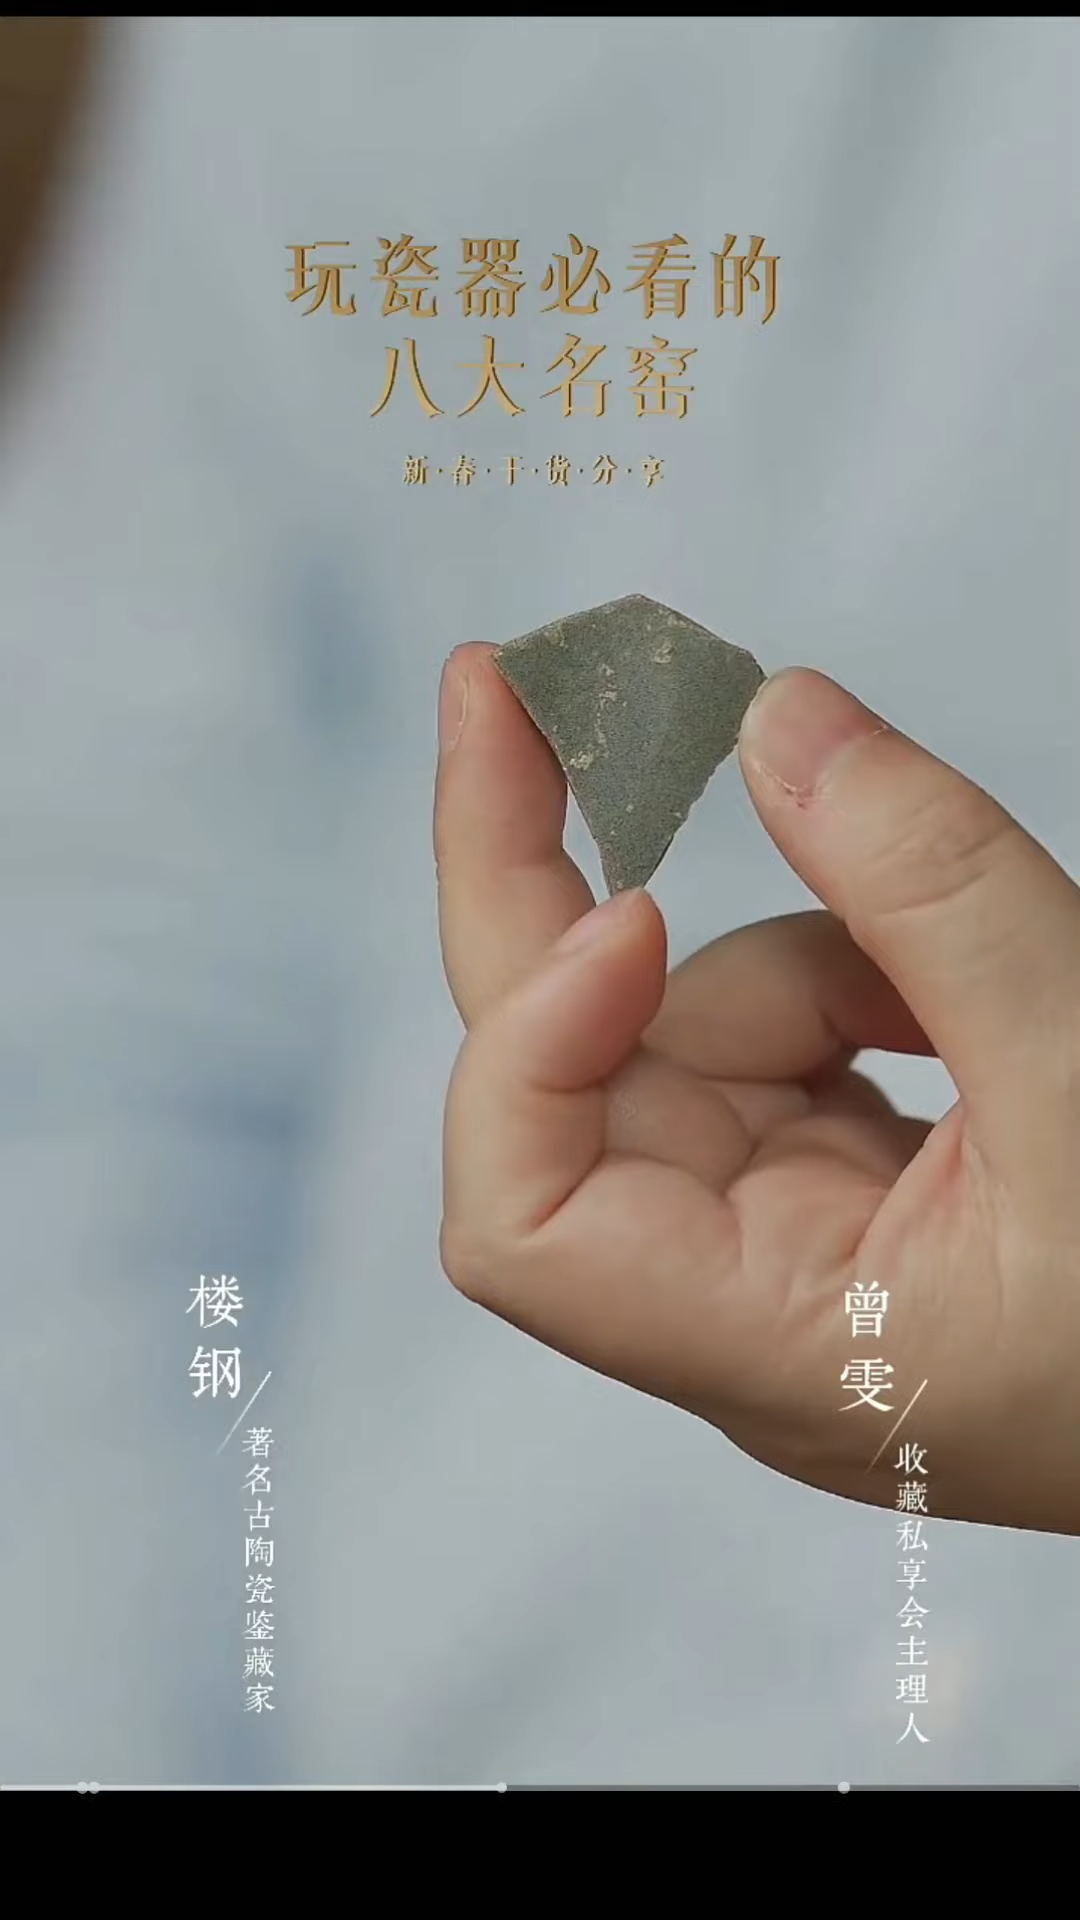 玩瓷器必看的
八大名窑
新·春·干·货·分·享
楼钢
著名古陶瓷鉴藏家
曾雯
收藏私享会主理人